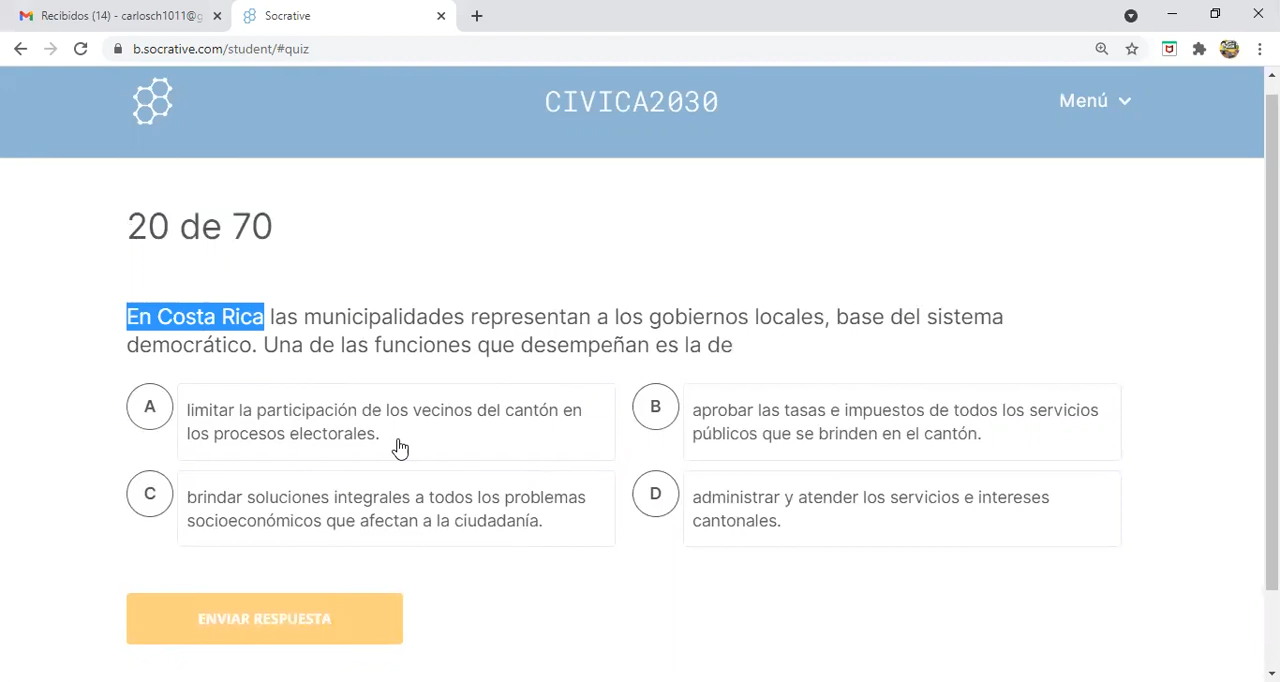 Recibidos (14) - carlosch1011@g
Socrative
b.socrative.com/student/#quiz
CIVICA2030
Menú
20 de 70
En Costa Rica las municipalidades representan a los gobiernos locales, base del sistema
democrático. Una de las funciones que desempeñan es la de
A
limitar la participación de los vecinos del cantón en
los procesos electorales.
B
aprobar las tasas e impuestos de todos los servicios
públicos que se brinden en el cantón.
C
brindar soluciones integrales a todos los problemas
socioeconómicos que afectan a la ciudadanía.
D
administrar y atender los servicios e intereses
cantonales.
ENVIAR RESPUESTA